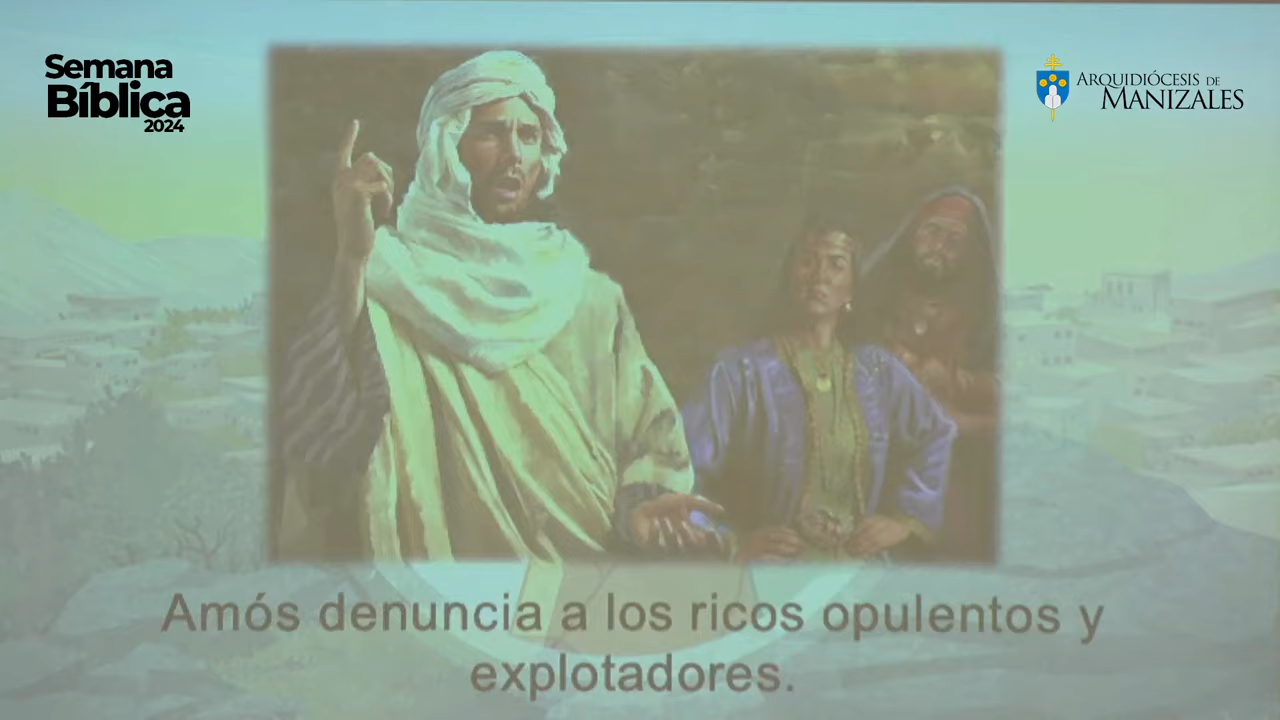 Semana
Bíblica
2024
ARQUIDIÓCESIS DE
MANIZALES
Amós denuncia a los ricos opulentos y
explotadores.